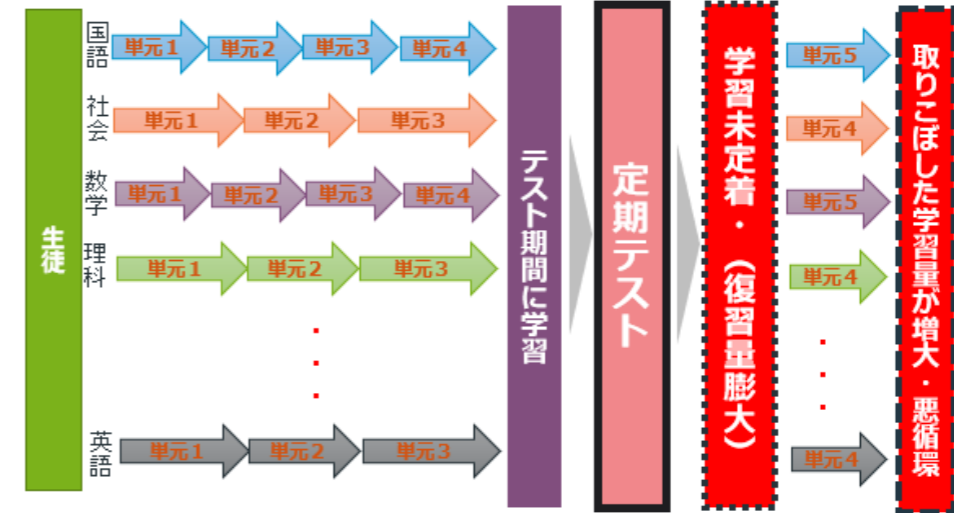 生徒
国語
単元1
単元2
単元3
単元4
社会
単元1
単元2
単元3
数学
単元1
単元2
単元3
単元4
理科
単元1
単元2
単元3
英語
単元1
単元2
単元3
テスト期間に学習
定期テスト
学習未定着・(復習量膨大)
単元5
単元4
単元5
単元4
単元4
取りこぼした学習量が増大・悪循環